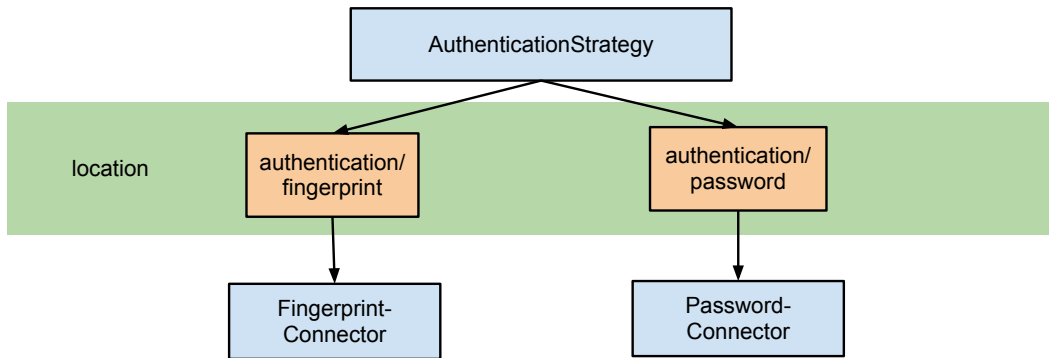 AuthenticationStrategy
location
authentication/
fingerprint
authentication/
password
Fingerprint-
Connector
Password-
Connector